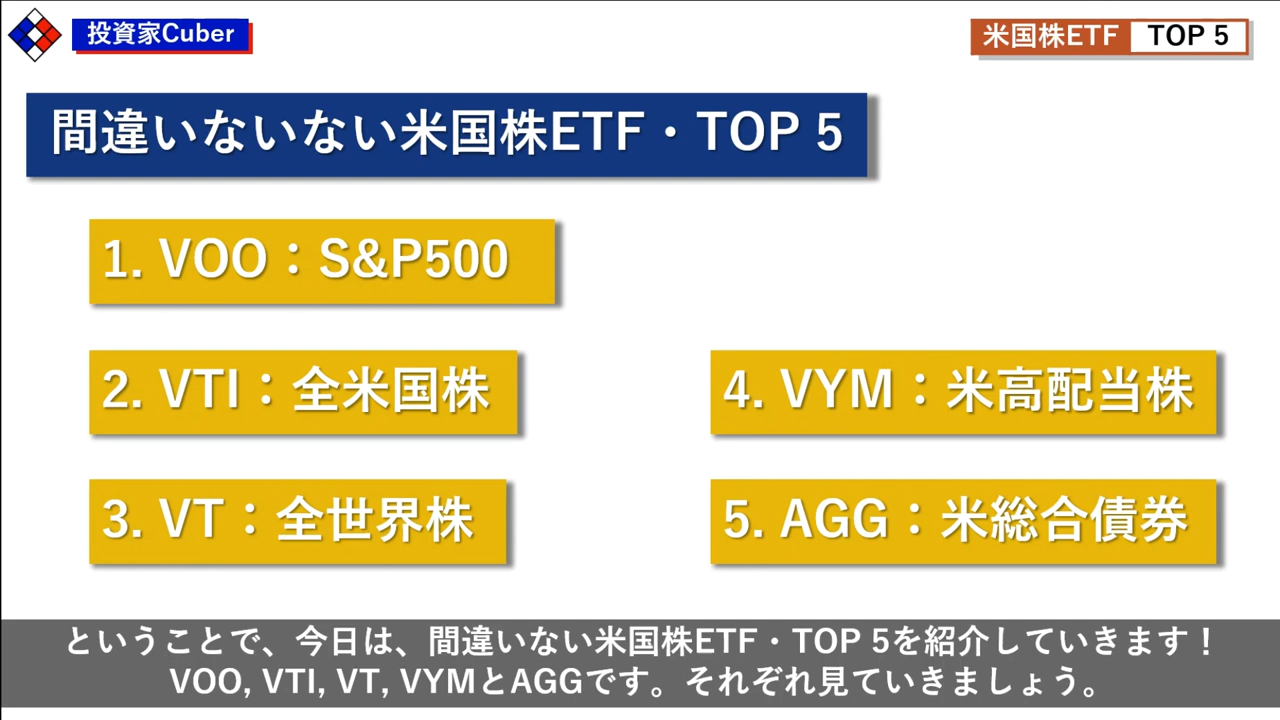 投資家Cuber
米国株ETF TOP 5
間違いないない米国株ETF・TOP 5
1. VOO：S&P500
2. VTI：全米国株
3. VT：全世界株
4. VYM：米高配当株
5. AGG：米総合債券
ということで、今日は、間違いない米国株ETF・TOP 5を紹介していきます！
VOO, VTI, VT, VYMとAGGです。それぞれ見ていきましょう。